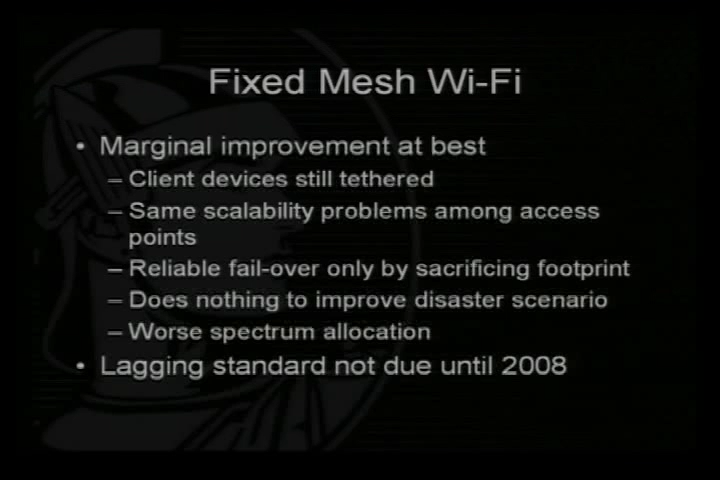 Fixed Mesh Wi-Fi
• Marginal improvement at best
– Client devices still tethered
– Same scalability problems among access
points
– Reliable fail-over only by sacrificing footprint
– Does nothing to improve disaster scenario
– Worse spectrum allocation
• Lagging standard not due until 2008